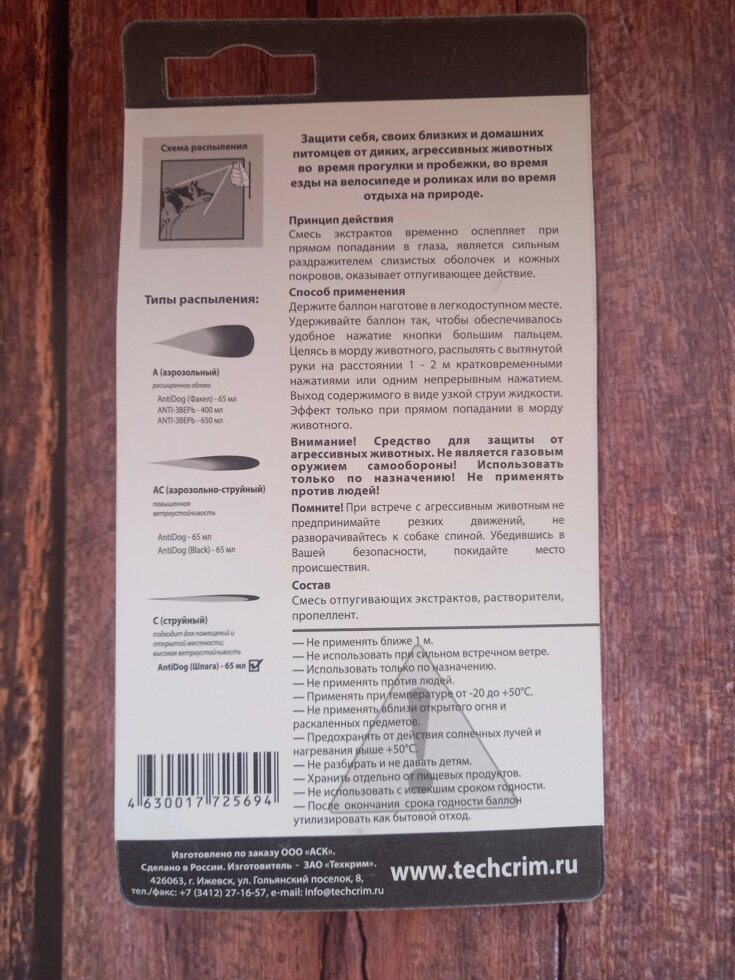 Схема распыления
Типы распыления:
А (аэрозольный)
расширенное облако
AntiDog (Факел) - 65 мл
ANTI-ЗВЕРЬ - 400 мл
ANTI-ЗВЕРЬ - 650 мл
АС (аэрозольно-струйный)
повышенная
ветроустойчивость
AntiDog - 65 мл
AntiDog (Black) - 65 мл
С (струйный)
подходит для помещений и
открытой местности;
высокая ветроустойчивость
AntiDog (Шпага) - 65 мл
4 630017 725694
Защити себя, своих близких и домашних
питомцев от диких, агрессивных животных
во время прогулки и пробежки, во время
езды на велосипеде и роликах или во время
отдыха на природе.
Принцип действия
Смесь экстрактов временно ослепляет при
прямом попадании в глаза, является сильным
раздражителем слизистых оболочек и кожных
покровов, оказывает отпугивающее действие.
Способ применения
Держите баллон наготове в легкодоступном месте.
Удерживайте баллон так, чтобы обеспечивалось
удобное нажатие кнопки большим пальцем.
Целясь в морду животного, распылять с вытянутой
руки на расстоянии 1 - 2 м кратковременными
нажатиями или одним непрерывным нажатием.
Выход содержимого в виде узкой струи жидкости.
Эффект только при прямом попадании в морду
животного.
Внимание! Средство для защиты от
агрессивных животных. Не является газовым
оружием самообороны! Использовать
только по назначению! Не применять
против людей!
Помните! При встрече с агрессивным животным не
предпринимайте резких движений, не
разворачивайтесь к собаке спиной. Убедившись в
Вашей безопасности, покидайте место
происшествия.
Состав
Смесь отпугивающих экстрактов, растворители,
пропеллент.
— Не применять ближе 1 м.
— Не использовать при сильном встречном ветре.
— Использовать только по назначению.
— Не применять против людей.
— Применять при температуре от -20 до +50°С.
— Не применять вблизи открытого огня и
раскаленных предметов.
— Предохранять от действия солнечных лучей и
нагревания выше +50°С.
— Не разбирать и не давать детям.
— Хранить отдельно от пищевых продуктов.
— Не использовать с истекшим сроком годности.
— После окончания срока годности баллон
утилизировать как бытовой отход.
Изготовлено по заказу ООО «АСК».
Сделано в России. Изготовитель - ЗАО «Техкрим».
426063, г. Ижевск, ул. Гольянский поселок, 8,
тел./факс: +7 (3412) 27-16-57, e-mail: info@techcrim.ru
www.techcrim.ru